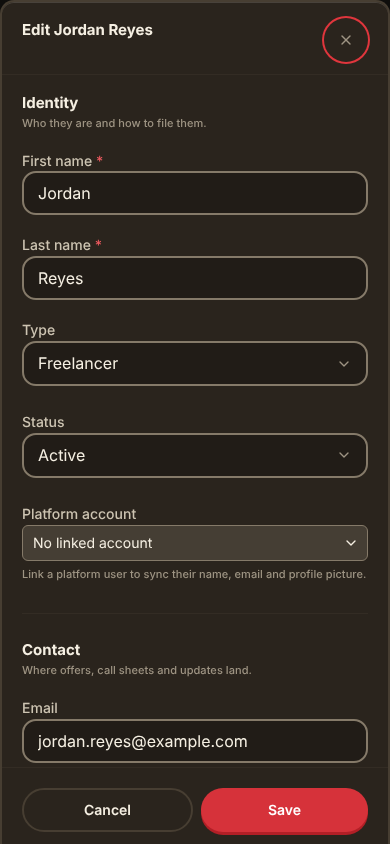 Edit Jordan Reyes
Identity
Who they are and how to file them.
First name *
Jordan
Last name *
Reyes
Type
Freelancer
Status
Active
Platform account
No linked account
Link a platform user to sync their name, email and profile picture.
Contact
Where offers, call sheets and updates land.
Email
jordan.reyes@example.com
Cancel
Save